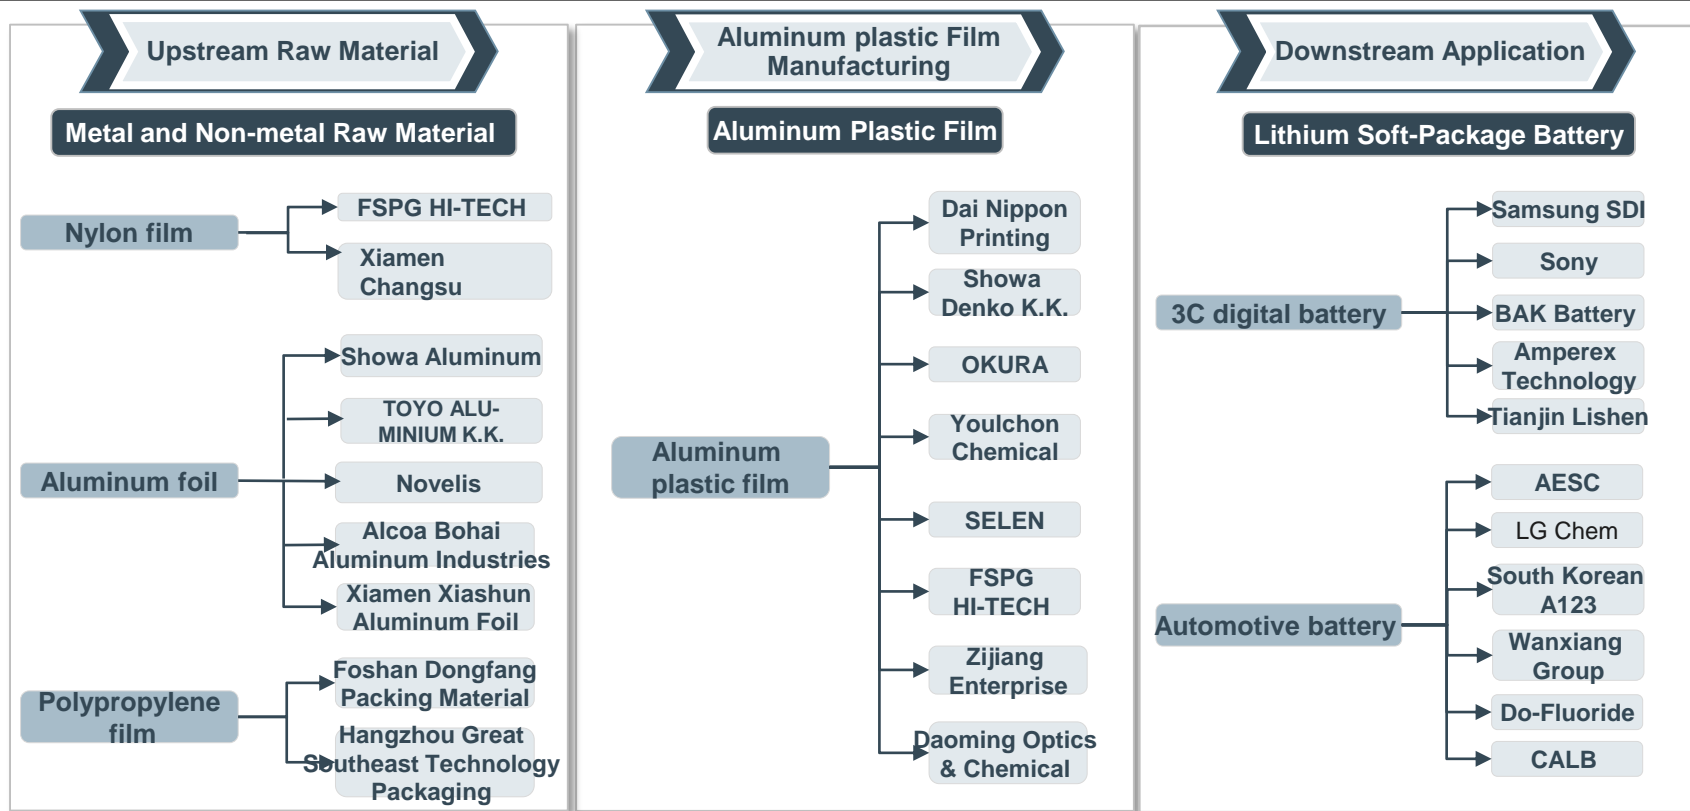 Upstream Raw Material
Metal and Non-metal Raw Material
Nylon film
FSPG HI-TECH
Xiamen
Changsu
Aluminum foil
Showa Aluminum
TOYO ALU-
MINIUM K.K.
Novelis
Alcoa Bohai
Aluminum Industries
Xiamen Xiashun
Aluminum Foil
Polypropylene
film
Foshan Dongfang
Packing Material
Hangzhou Great
Southeast Technology
Packaging
Aluminum plastic Film
Manufacturing
Aluminum Plastic Film
Aluminum
plastic film
Dai Nippon
Printing
Showa
Denko K.K.
OKURA
Youlchon
Chemical
SELEN
FSPG
HI-TECH
Zijiang
Enterprise
Daoming Optics
& Chemical
Downstream Application
Lithium Soft-Package Battery
3C digital battery
Samsung SDI
Sony
BAK Battery
Amperex
Technology
Tianjin Lishen
Automotive battery
AESC
LG Chem
South Korean
A123
Wanxiang
Group
Do-Fluoride
CALB